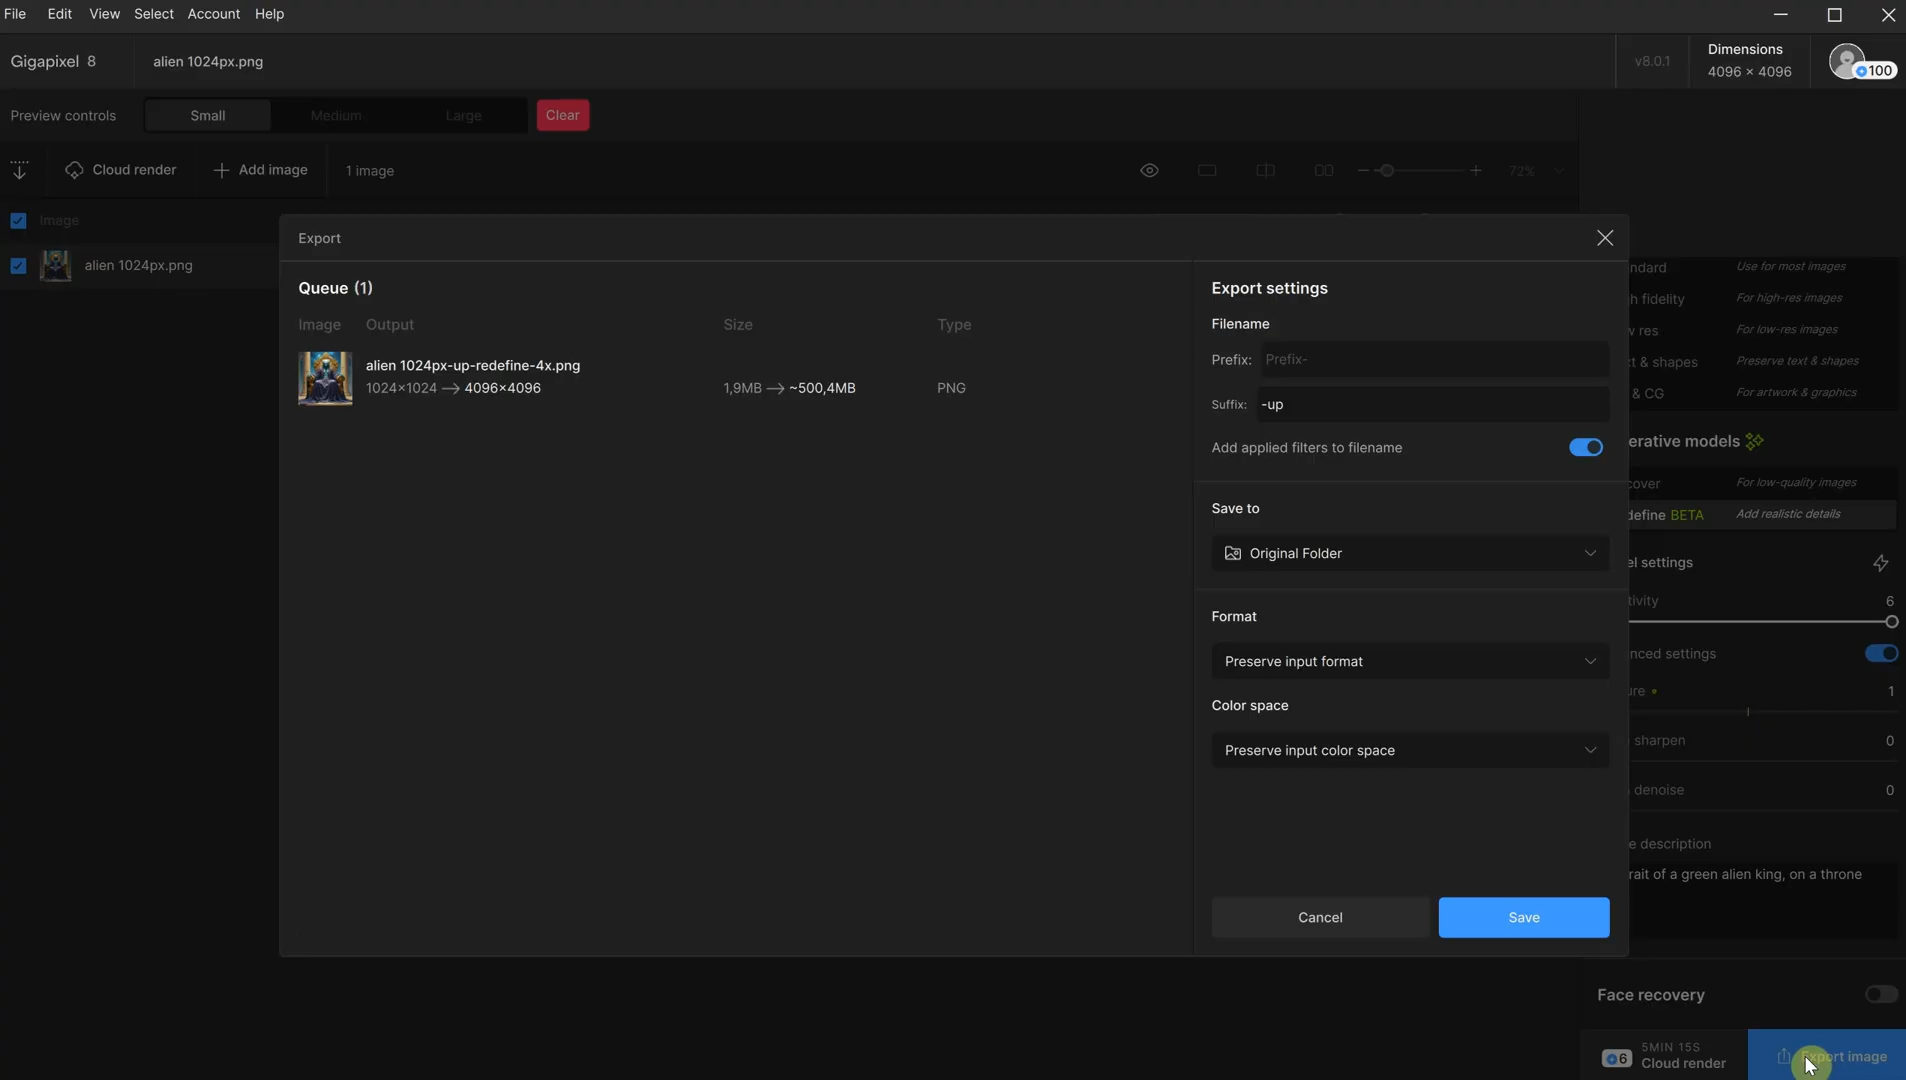 File Edit View Select Account Help
Gigapixel 8 alien 1024px.png v8.0.1 Dimensions
4096 × 4096 100
Preview controls Small Medium Large Clear
Cloud render Add image 1 image 72%
Image
alien 1024px.png
Export
Queue (1)
Image Output Size Type
alien 1024px-up-redefine-4x.png
1024×1024 → 4096×4096 1,9MB → ~500,4MB PNG
Export settings
Filename
Prefix: Prefix-
Suffix: -up
Add applied filters to filename
Save to
Original Folder
Format
Preserve input format
Color space
Preserve input color space
Cancel Save
ndard Use for most images
h fidelity For high-res images
w res For low-res images
t & shapes Preserve text & shapes
& CG For artwork & graphics
erative models
cover For low-quality images
define BETA Add realistic details
el settings
tivity 6
nced settings
ure 1
sharpen 0
denoise 0
e description
rait of a green alien king, on a throne
Face recovery
6 5MIN 15S
Cloud render
Export image